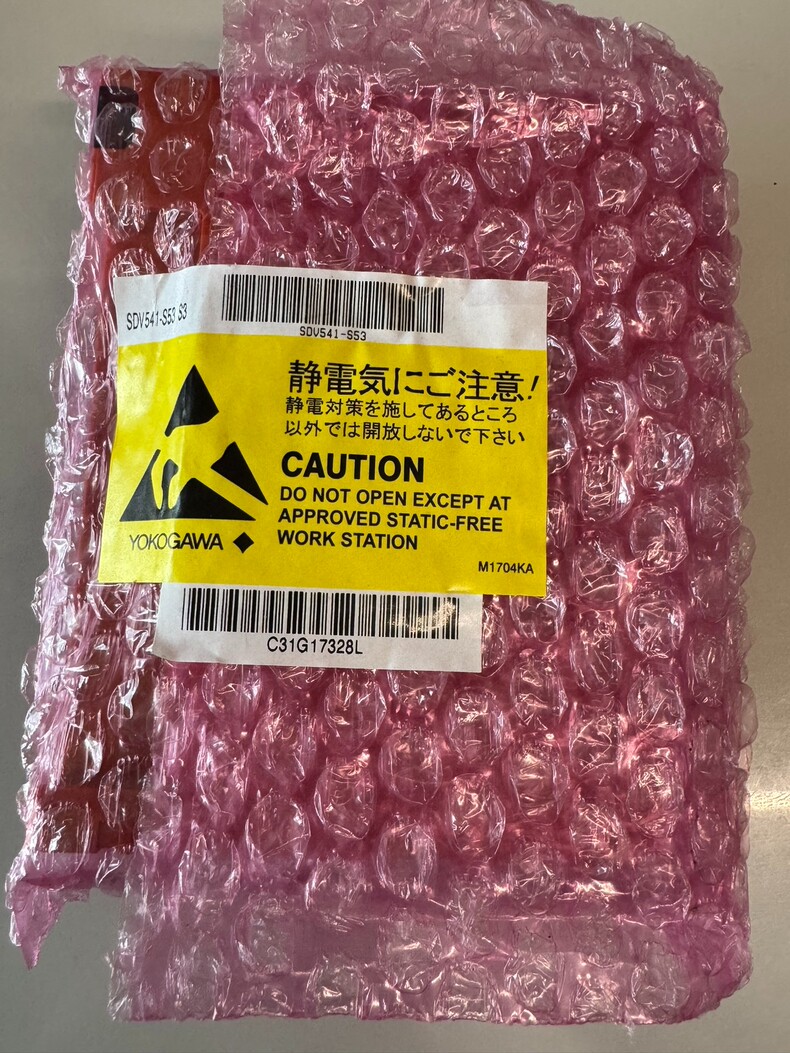 SDV541-S53 S3
SDV541-S53
静電気にご注意!
静電対策を施してあるところ
以外では開放しないで下さい
CAUTION
DO NOT OPEN EXCEPT AT
APPROVED STATIC-FREE
WORK STATION
YOKOGAWA
M1704KA
C31G17328L